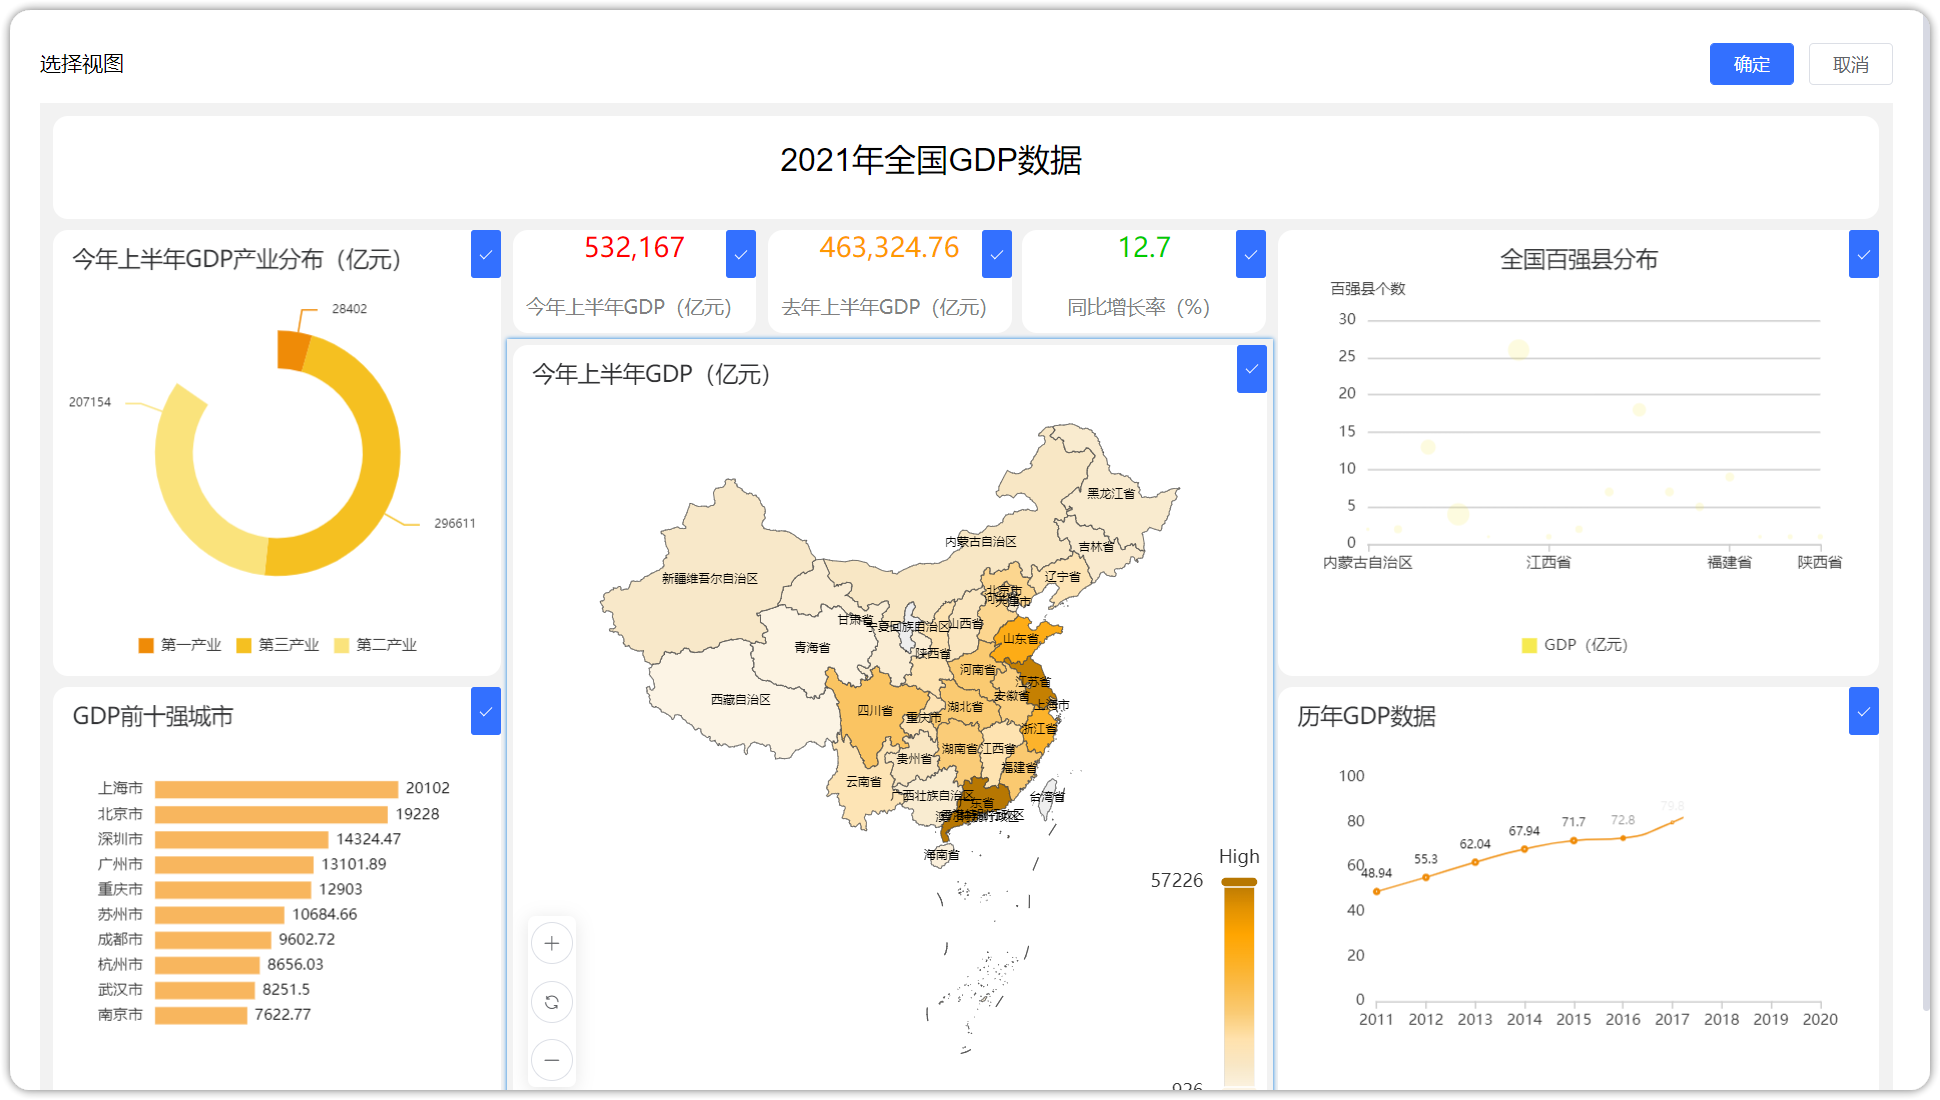 选择视图
确定
取消
2021年全国GDP数据
今年上半年GDP产业分布（亿元）
28402
207154
296611
第一产业
第三产业
第二产业
532,167
今年上半年GDP（亿元）
463,324.76
去年上半年GDP（亿元）
12.7
同比增长率（%）
全国百强县分布
百强县个数
30
25
20
15
10
5
0
内蒙古自治区
江西省
福建省
陕西省
GDP（亿元）
今年上半年GDP（亿元）
黑龙江省
内蒙古自治区
吉林省
新疆维吾尔自治区
辽宁省
北京市
天津市
甘肃省
宁夏回族自治区
山西省
山东省
青海省
陕西省
河南省
西藏自治区
江苏省
安徽省
四川省
重庆市
湖北省
上海市
浙江省
湖南省
江西省
贵州省
福建省
云南省
广西壮族自治区
广东省
台湾省
海南省
High
57226
926
GDP前十强城市
上海市 20102
北京市 19228
深圳市 14324.47
广州市 13101.89
重庆市 12903
苏州市 10684.66
成都市 9602.72
杭州市 8656.03
武汉市 8251.5
南京市 7622.77
历年GDP数据
100
80
60
40
20
0
48.94
55.3
62.04
67.94
71.7
72.8
79.8
2011 2012 2013 2014 2015 2016 2017 2018 2019 2020